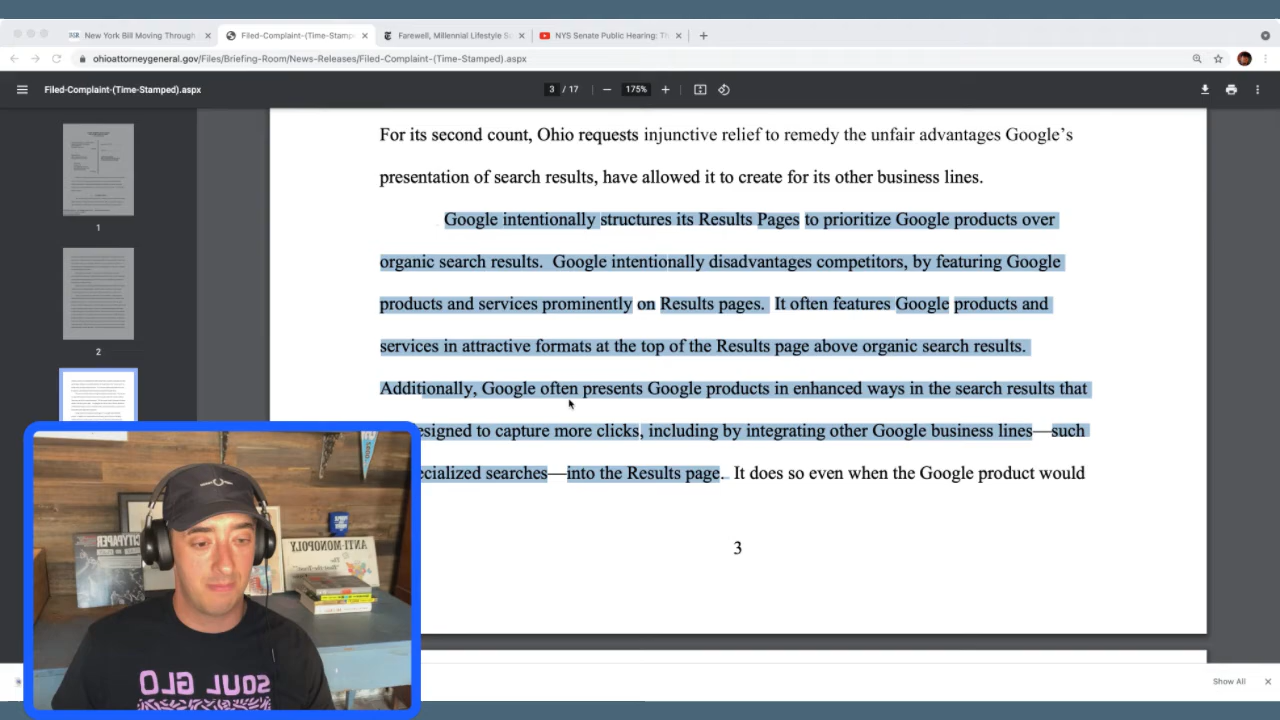 New York Bill Moving Through
Filed-Complaint-(Time-Stamp
Farewell, Millennial Lifestyle S
NYS Senate Public Hearing: Th
ohioattorneygeneral.gov/Files/Briefing-Room/News-Releases/Filed-Complaint-(Time-Stamped).aspx
Filed-Complaint-(Time-Stamped).aspx
3 / 17
175%
For its second count, Ohio requests injunctive relief to remedy the unfair advantages Google's
presentation of search results, have allowed it to create for its other business lines.
Google intentionally structures its Results Pages to prioritize Google products over
organic search results. Google intentionally disadvantages competitors, by featuring Google
products and services prominently on Results pages. It often features Google products and
services in attractive formats at the top of the Results page above organic search results.
Additionally, Google often presents Google products in enhanced ways in the search results that
esigned to capture more clicks, including by integrating other Google business lines—such
ecialized searches—into the Results page. It does so even when the Google product would
3
1
2
CITYPAPER
ANTI-MONOPOLY
SOUL GLO
Show All